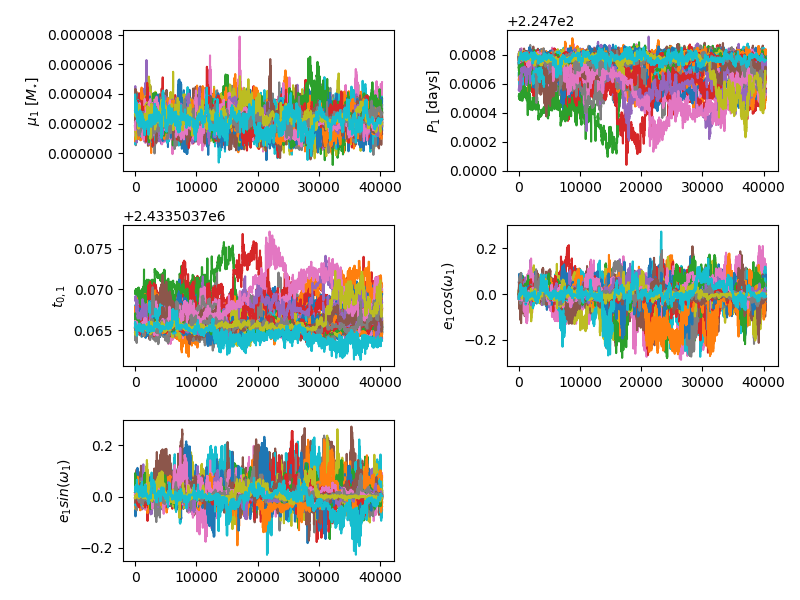 +2.247e2
0.000008
0.000006
0.000004
0.000002
0.000000
μ₁ [M⋆]
0 10000 20000 30000 40000
0.0008
0.0006
0.0004
0.0002
0.0000
P₁ [days]
0 10000 20000 30000 40000
+2.4335037e6
0.075
0.070
0.065
t₀,₁
0 10000 20000 30000 40000
0.2
0.0
−0.2
e₁cos(ω₁)
0 10000 20000 30000 40000
0.2
0.0
−0.2
e₁sin(ω₁)
0 10000 20000 30000 40000